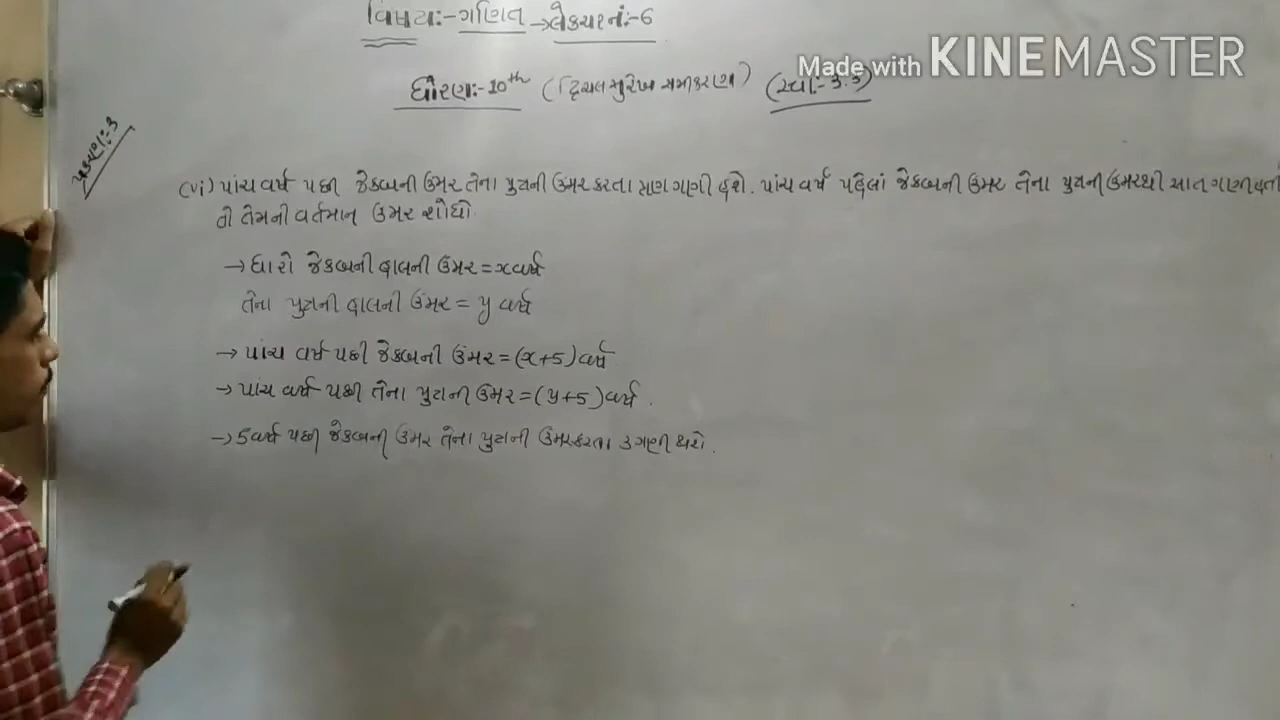 વિષય:- ગણિત → લેક્ચર નં:- 6
Made with KINEMASTER
ધોરણ:- 10th (દ્વિચલ સુરેખ સમીકરણ) (સ્વા:- 3.3)
પ્રકરણ:- 3
(vi) પાંચ વર્ષ પછી જેકબની ઉંમર તેના પુત્રની ઉંમર કરતા ત્રણ ગણી હશે. પાંચ વર્ષ પહેલાં જેકબની ઉંમર તેના પુત્રની ઉંમરથી સાત ગણી હતી
તો તેમની વર્તમાન ઉંમર શોધો.
→ ધારો જેકબની હાલની ઉંમર = x વર્ષ
તેના પુત્રની હાલની ઉંમર = y વર્ષ
→ પાંચ વર્ષ પછી જેકબની ઉંમર = (x+5) વર્ષ
→ પાંચ વર્ષ પછી તેના પુત્રની ઉંમર = (y+5) વર્ષ.
→ 5 વર્ષ પછી જેકબની ઉંમર તેના પુત્રની ઉંમર કરતા 3 ગણી થશે.